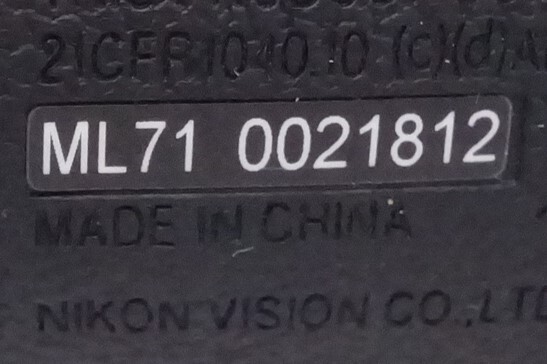 21CFR1040.10 (c)(d)
ML71 0021812
MADE IN CHINA
NIKON VISION CO.,LTD